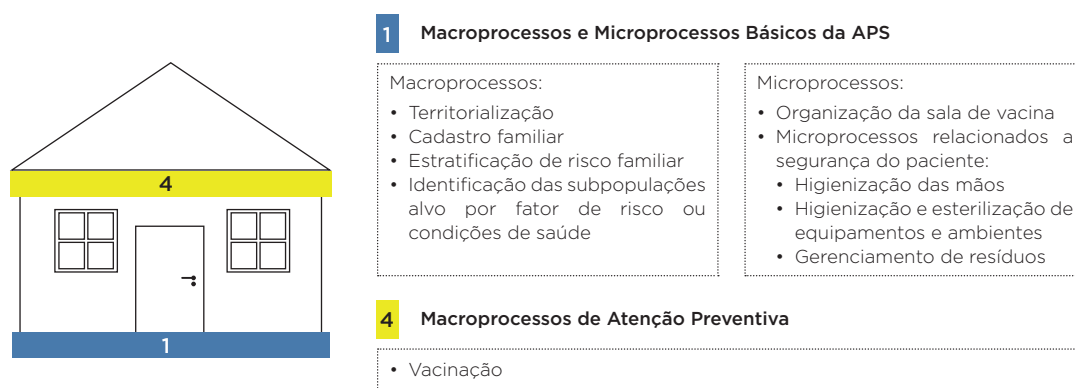 1 Macroprocessos e Microprocessos Básicos da APS
Macroprocessos:
• Territorialização
• Cadastro familiar
• Estratificação de risco familiar
• Identificação das subpopulações
alvo por fator de risco ou
condições de saúde
Microprocessos:
• Organização da sala de vacina
• Microprocessos relacionados a
segurança do paciente:
• Higienização das mãos
• Higienização e esterilização de
equipamentos e ambientes
• Gerenciamento de resíduos
4
1
4 Macroprocessos de Atenção Preventiva
• Vacinação